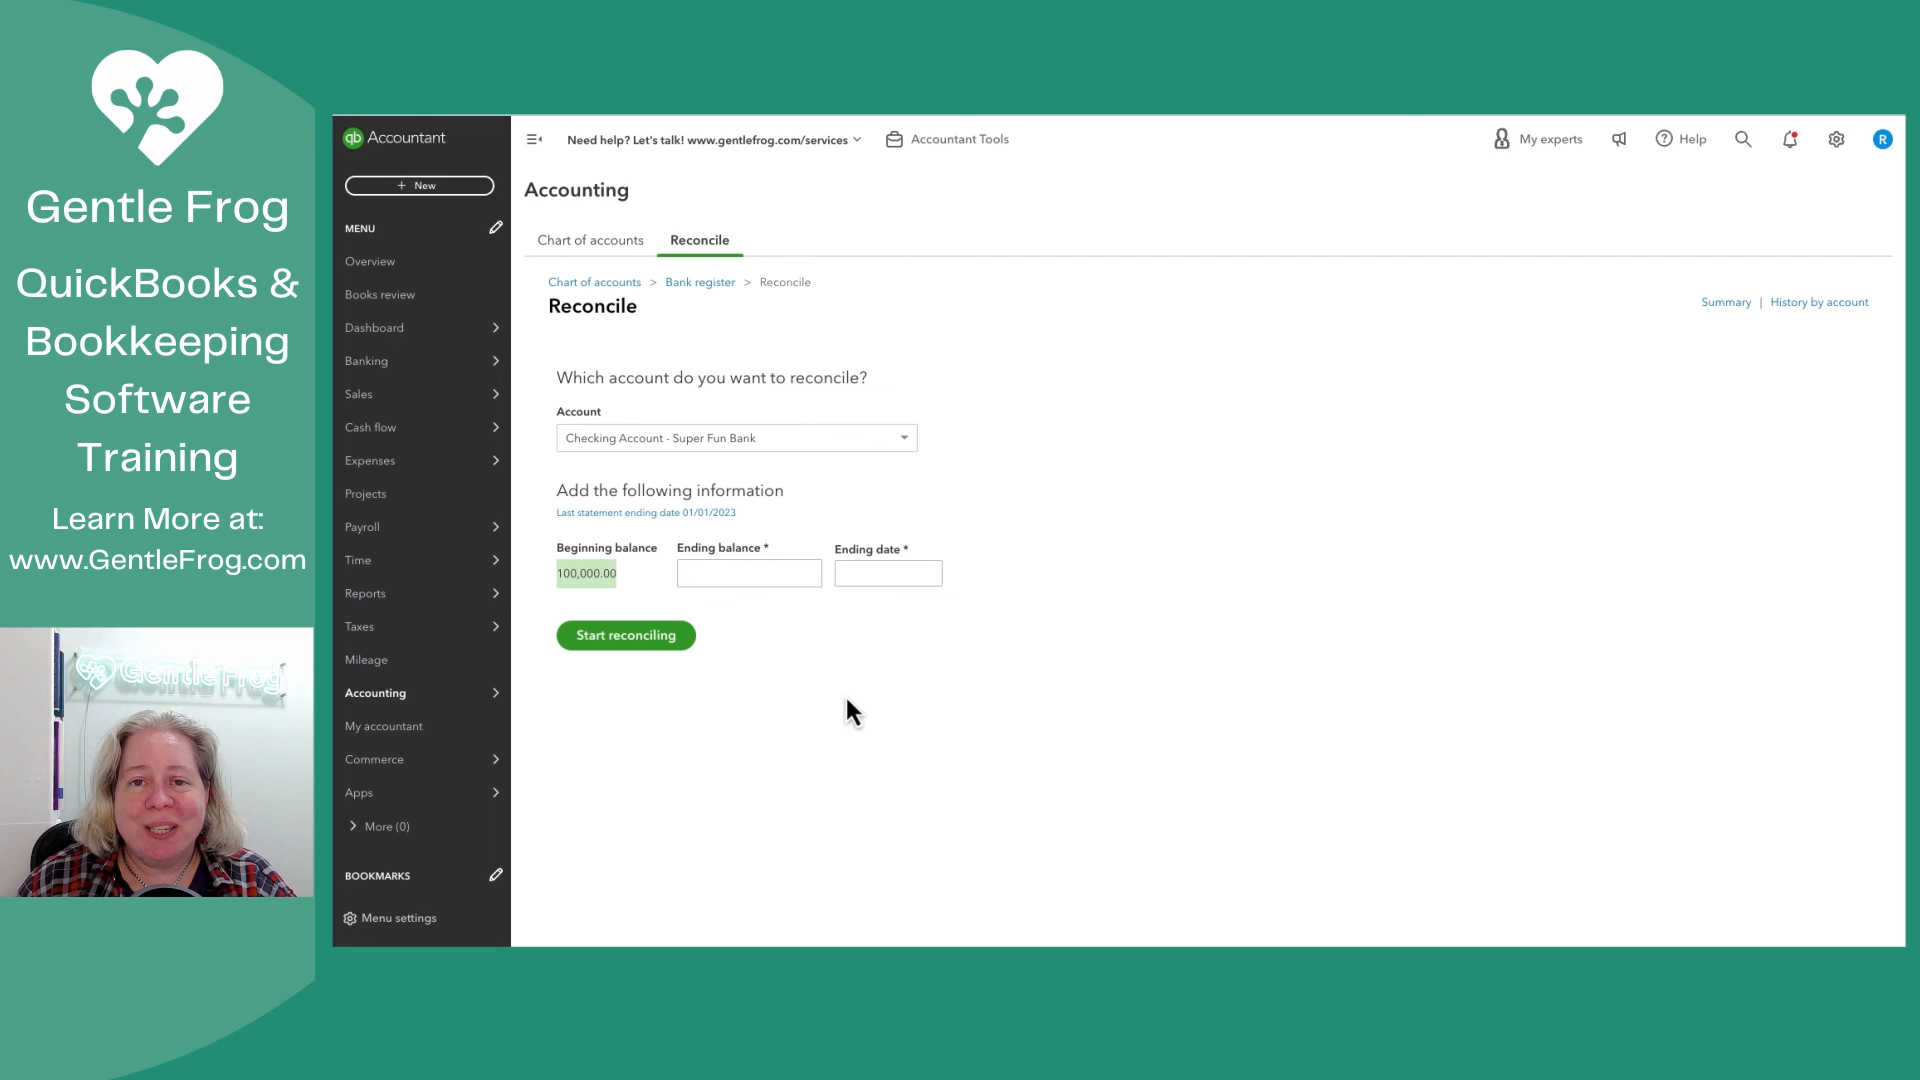 Gentle Frog
QuickBooks &
Bookkeeping
Software
Training
Learn More at:
www.GentleFrog.com
Gentle Frog
qb Accountant
+ New
MENU
Overview
Books review
Dashboard
Banking
Sales
Cash flow
Expenses
Projects
Payroll
Time
Reports
Taxes
Mileage
Accounting
My accountant
Commerce
Apps
More (0)
BOOKMARKS
Menu settings
Need help? Let's talk! www.gentlefrog.com/services
Accountant Tools
My experts
Help
R
Accounting
Chart of accounts Reconcile
Chart of accounts > Bank register > Reconcile
Reconcile
Summary | History by account
Which account do you want to reconcile?
Account
Checking Account - Super Fun Bank
Add the following information
Last statement ending date 01/01/2023
Beginning balance Ending balance * Ending date *
100,000.00
Start reconciling